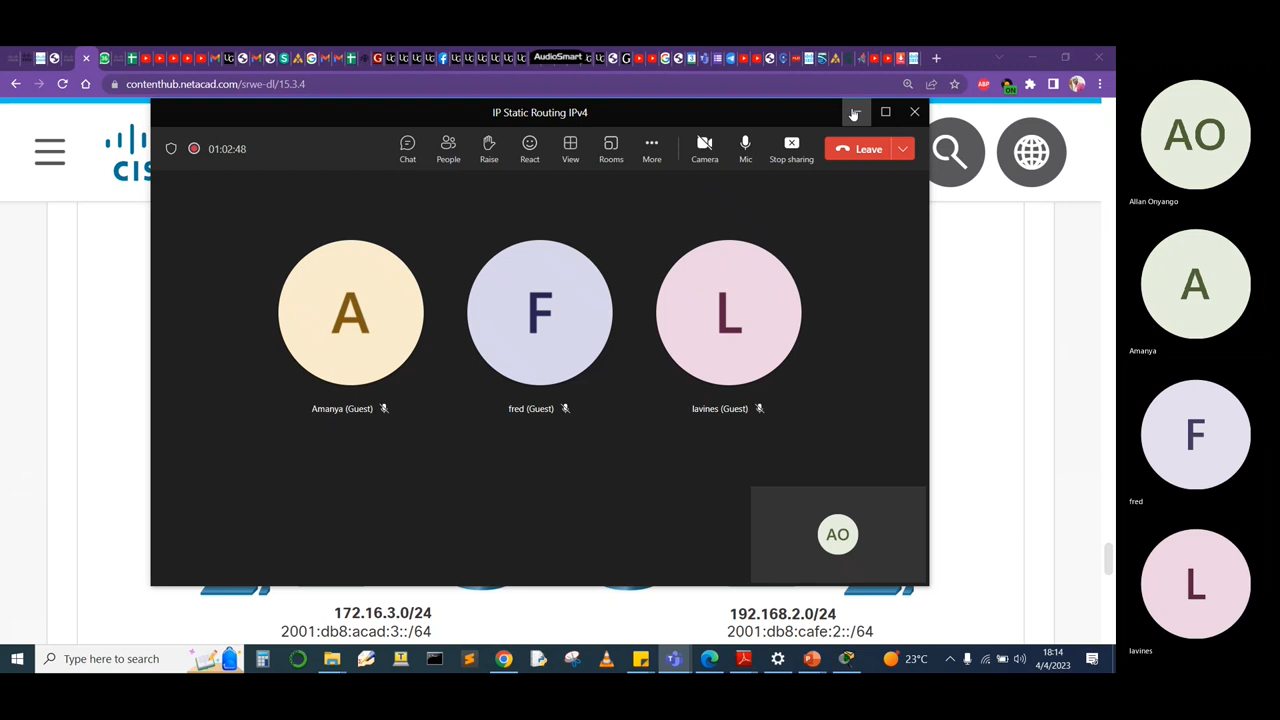 AudioSmart
contenthub.netacad.com/srwe-dl/15.3.4
ABP
ON
CIS
IP Static Routing IPv4
01:02:48
Chat
People
Raise
React
View
Rooms
More
Camera
Mic
Stop sharing
Leave
A
F
L
Amanya (Guest)
fred (Guest)
lavines (Guest)
AO
172.16.3.0/24
192.168.2.0/24
2001:db8:acad:3::/64
2001:db8:cafe:2::/64
Type here to search
23°C
18:14
4/4/2023
AO
Allan Onyango
A
Amanya
F
fred
L
lavines